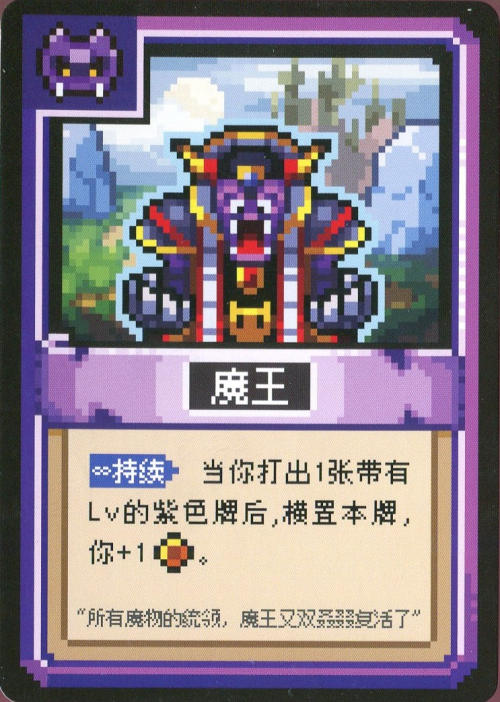 魔王
∞持续 当你打出1张带有
Lv的紫色牌后,横置本牌,
你+1。
“所有魔物的统领，魔王又双叒叕复活了”